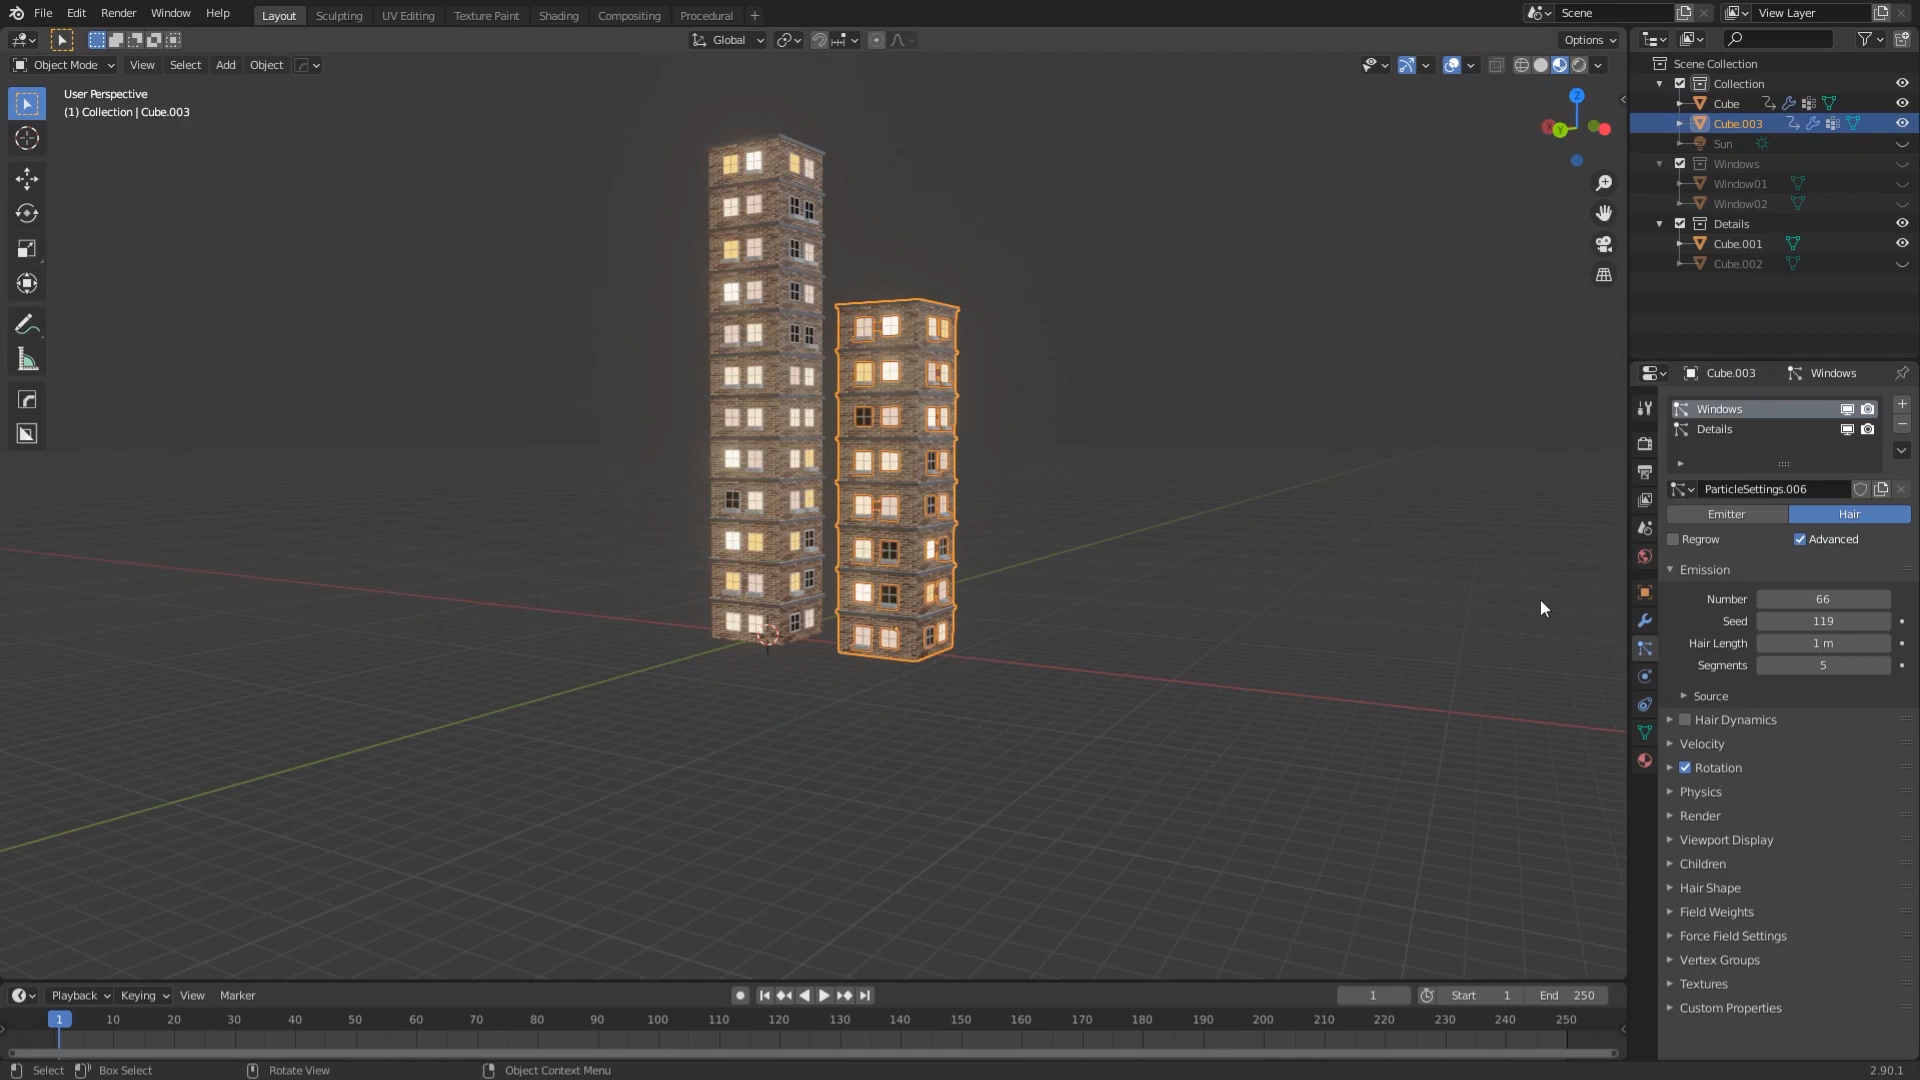 File Edit Render Window Help Layout Sculpting UV Editing Texture Paint Shading Compositing Procedural + Scene View Layer
Global Options
Object Mode View Select Add Object
User Perspective
(1) Collection | Cube.003
Z
Y
Scene Collection
Collection
Cube
Cube.003
Sun
Windows
Window01
Window02
Details
Cube.001
Cube.002
Cube.003 Windows
Windows
Details
ParticleSettings.006
Emitter Hair
Regrow Advanced
Emission
Number 66
Seed 119
Hair Length 1 m
Segments 5
Source
Hair Dynamics
Velocity
Rotation
Physics
Render
Viewport Display
Children
Hair Shape
Field Weights
Force Field Settings
Vertex Groups
Textures
Custom Properties
Playback Keying View Marker 1 Start 1 End 250
1 10 20 30 40 50 60 70 80 90 100 110 120 130 140 150 160 170 180 190 200 210 220 230 240 250
Select Box Select Rotate View Object Context Menu 2.90.1